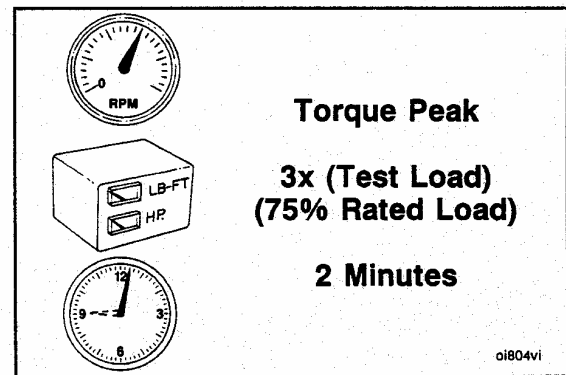 0
RPM
Torque Peak
LB-FT
HP
3x (Test Load)
(75% Rated Load)
12
9
3
6
2 Minutes
oi804vi